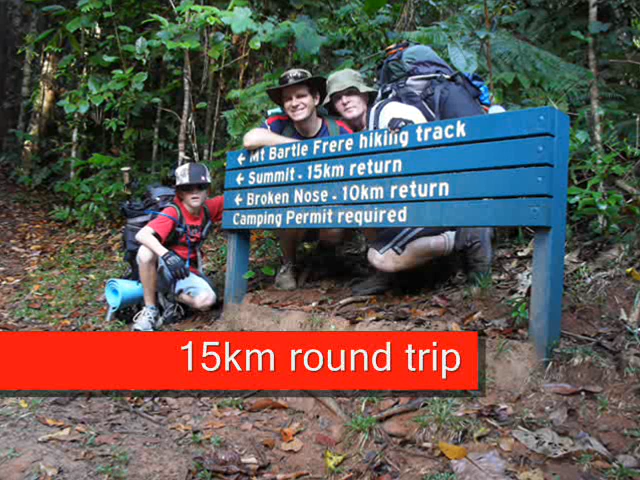 ← Mt Bartle Frere hiking track
← Summit - 15km return
← Broken Nose - 10km return
Camping Permit required
15km round trip